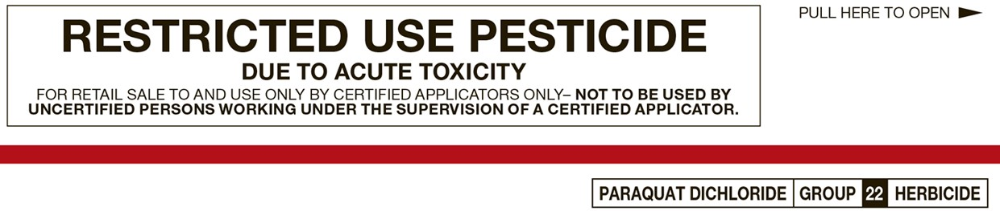 RESTRICTED USE PESTICIDE
DUE TO ACUTE TOXICITY
FOR RETAIL SALE TO AND USE ONLY BY CERTIFIED APPLICATORS ONLY– NOT TO BE USED BY
UNCERTIFIED PERSONS WORKING UNDER THE SUPERVISION OF A CERTIFIED APPLICATOR.
PULL HERE TO OPEN
PARAQUAT DICHLORIDE GROUP 22 HERBICIDE